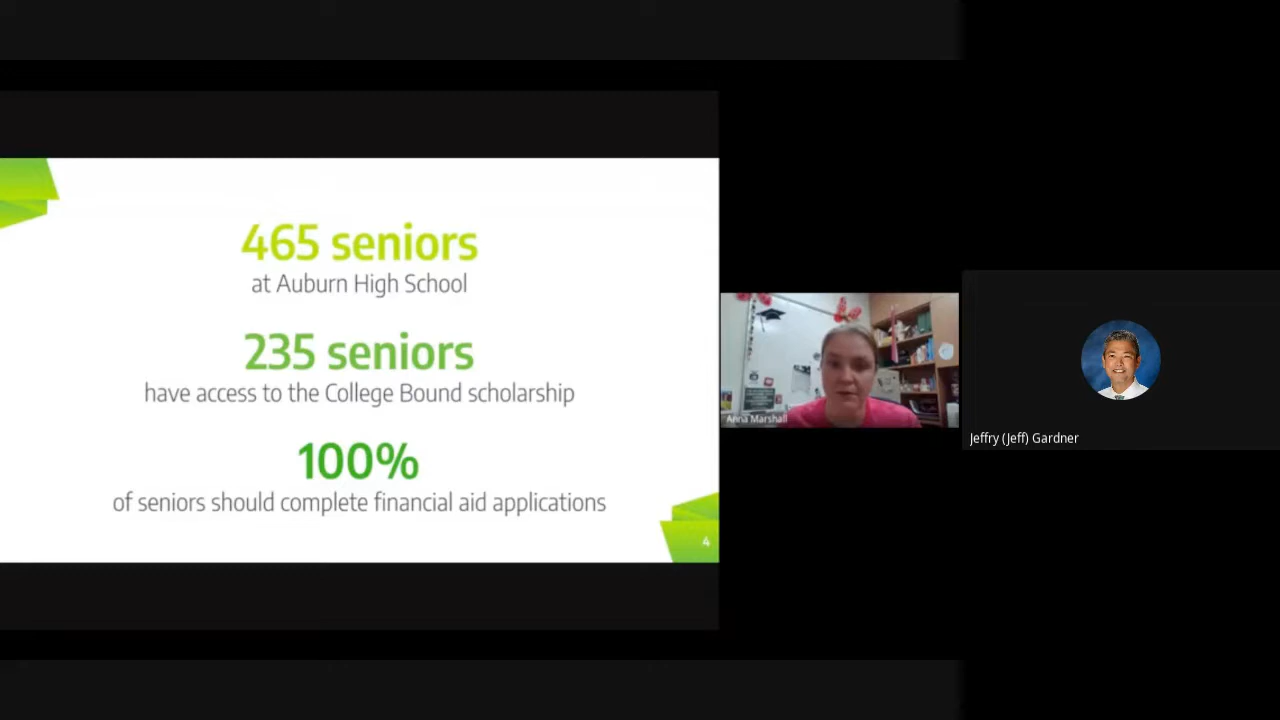 465 seniors
at Auburn High School
235 seniors
have access to the College Bound scholarship
100%
of seniors should complete financial aid applications
4
Anna Marshall
Jeffry (Jeff) Gardner